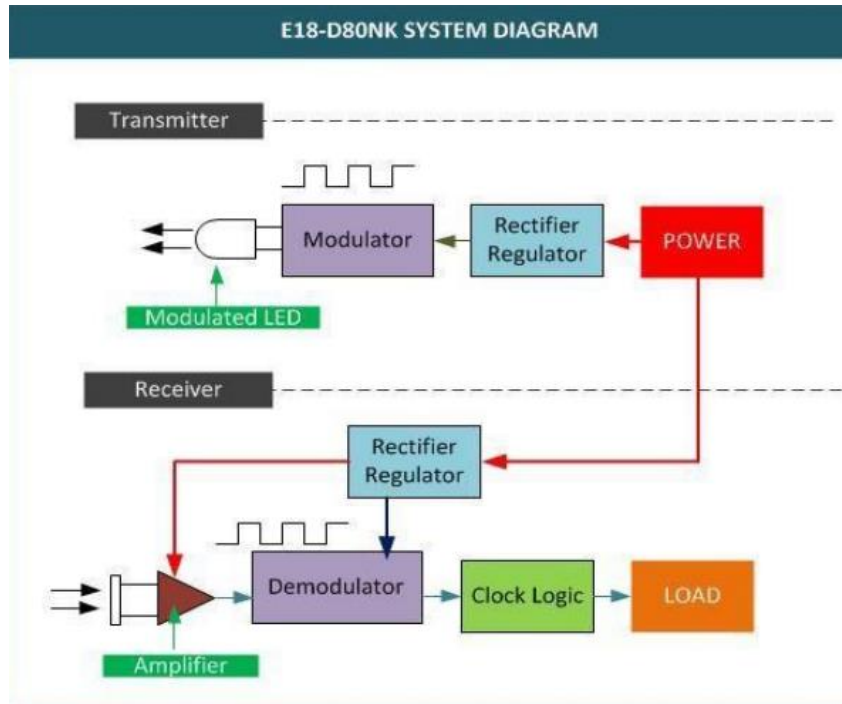 E18-D80NK SYSTEM DIAGRAM
Transmitter
Modulator
Rectifier
Regulator
POWER
Modulated LED
Receiver
Rectifier
Regulator
Demodulator
Clock Logic
LOAD
Amplifier